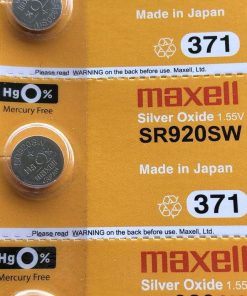 Made in Japan
371
Please read WARNING on the back before use. Maxell, Ltd.
Hg 0%
Mercury Free
maxell
Silver Oxide 1.55V
SR920SW
Made in Japan
371
Please read WARNING on the back before use. Maxell, Ltd.
Hg 0%
Mercury Free
maxell
Silver Oxide 1.55